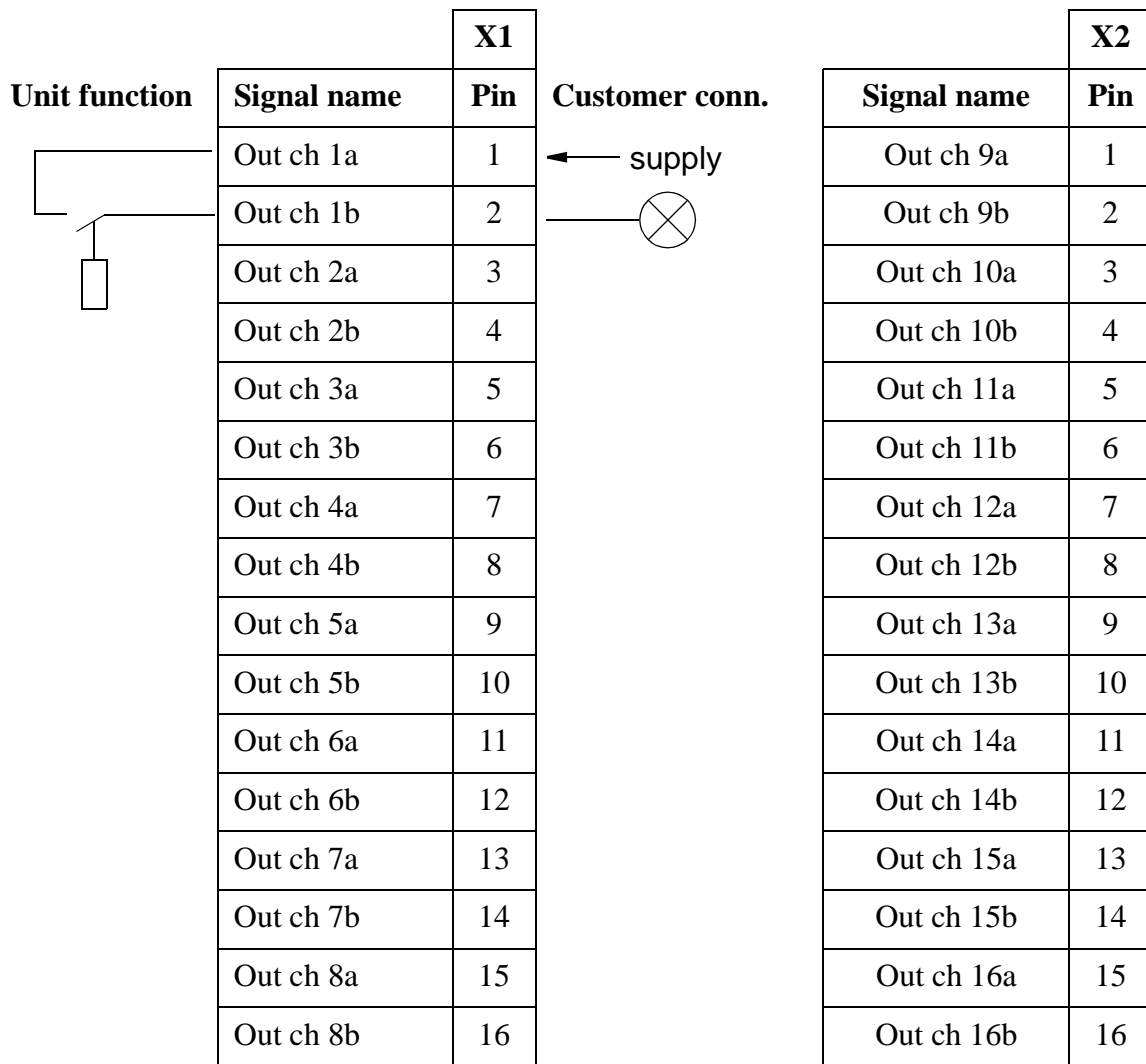 X1 X2
Unit function Signal name Pin Customer conn. Signal name Pin
Out ch 1a 1 supply Out ch 9a 1
Out ch 1b 2 Out ch 9b 2
Out ch 2a 3 Out ch 10a 3
Out ch 2b 4 Out ch 10b 4
Out ch 3a 5 Out ch 11a 5
Out ch 3b 6 Out ch 11b 6
Out ch 4a 7 Out ch 12a 7
Out ch 4b 8 Out ch 12b 8
Out ch 5a 9 Out ch 13a 9
Out ch 5b 10 Out ch 13b 10
Out ch 6a 11 Out ch 14a 11
Out ch 6b 12 Out ch 14b 12
Out ch 7a 13 Out ch 15a 13
Out ch 7b 14 Out ch 15b 14
Out ch 8a 15 Out ch 16a 15
Out ch 8b 16 Out ch 16b 16